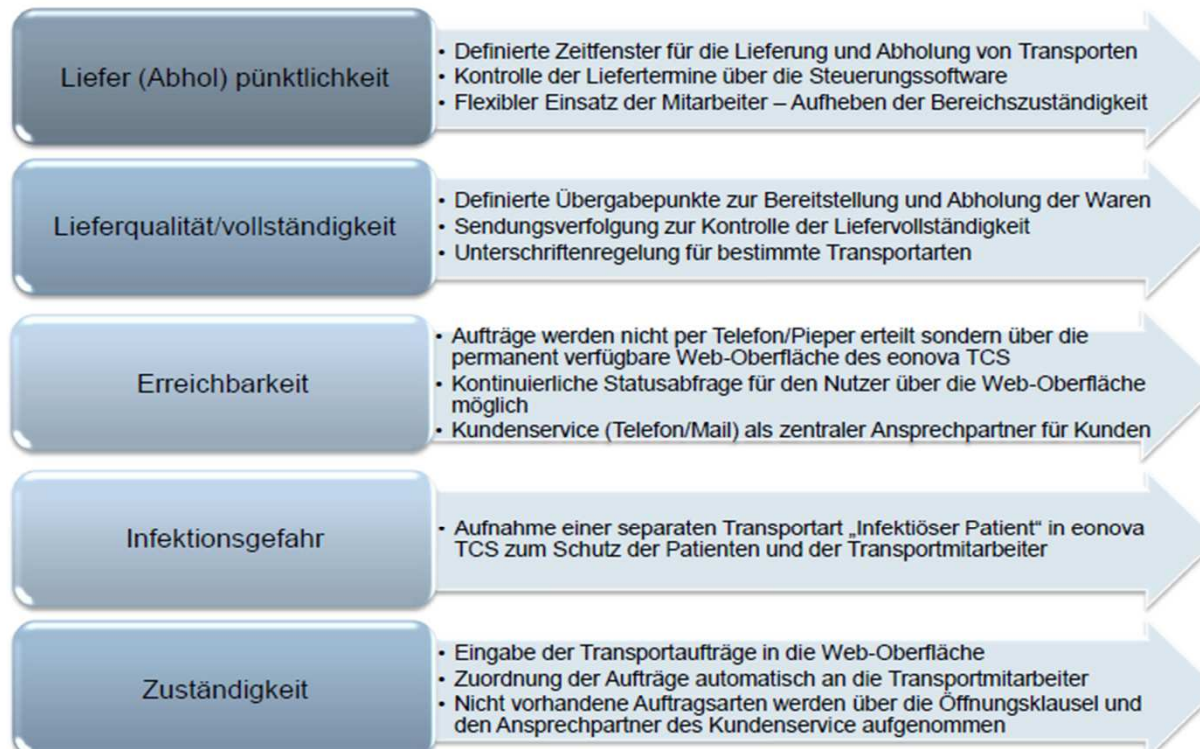 Liefer (Abhol) pünktlichkeit
• Definierte Zeitfenster für die Lieferung und Abholung von Transporten
• Kontrolle der Liefertermine über die Steuerungssoftware
• Flexibler Einsatz der Mitarbeiter – Aufheben der Bereichszuständigkeit
Lieferqualität/vollständigkeit
• Definierte Übergabepunkte zur Bereitstellung und Abholung der Waren
• Sendungsverfolgung zur Kontrolle der Liefervollständigkeit
• Unterschriftenregelung für bestimmte Transportarten
Erreichbarkeit
• Aufträge werden nicht per Telefon/Pieper erteilt sondern über die
permanent verfügbare Web-Oberfläche des eonova TCS
• Kontinuierliche Statusabfrage für den Nutzer über die Web-Oberfläche
möglich
• Kundenservice (Telefon/Mail) als zentraler Ansprechpartner für Kunden
Infektionsgefahr
• Aufnahme einer separaten Transportart „Infektiöser Patient“ in eonova
TCS zum Schutz der Patienten und der Transportmitarbeiter
Zuständigkeit
• Eingabe der Transportaufträge in die Web-Oberfläche
• Zuordnung der Aufträge automatisch an die Transportmitarbeiter
• Nicht vorhandene Auftragsarten werden über die Öffnungsklausel und
den Ansprechpartner des Kundenservice aufgenommen